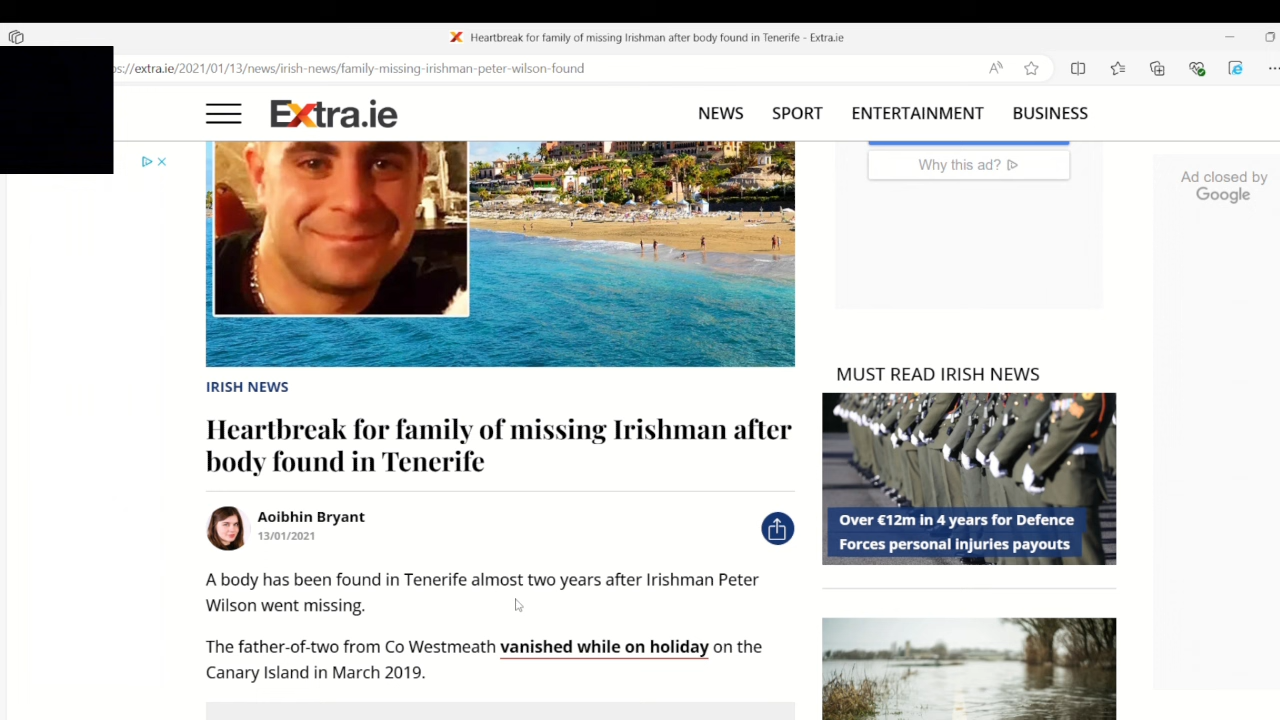 Heartbreak for family of missing Irishman after body found in Tenerife - Extra.ie
ps://extra.ie/2021/01/13/news/irish-news/family-missing-irishman-peter-wilson-found
Extra.ie
NEWS SPORT ENTERTAINMENT BUSINESS
Why this ad?
Ad closed by
Google
IRISH NEWS
Heartbreak for family of missing Irishman after
body found in Tenerife
Aoibhin Bryant
13/01/2021
A body has been found in Tenerife almost two years after Irishman Peter
Wilson went missing.
The father-of-two from Co Westmeath vanished while on holiday on the
Canary Island in March 2019.
MUST READ IRISH NEWS
Over €12m in 4 years for Defence
Forces personal injuries payouts